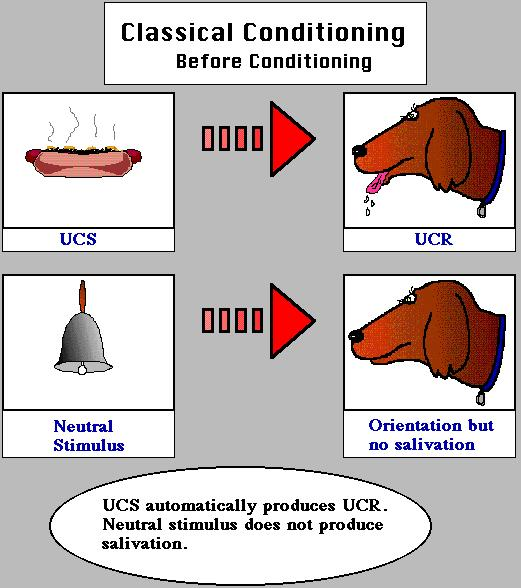 Classical Conditioning
Before Conditioning
UCS
UCR
Neutral
Stimulus
Orientation but
no salivation
UCS automatically produces UCR.
Neutral stimulus does not produce
salivation.